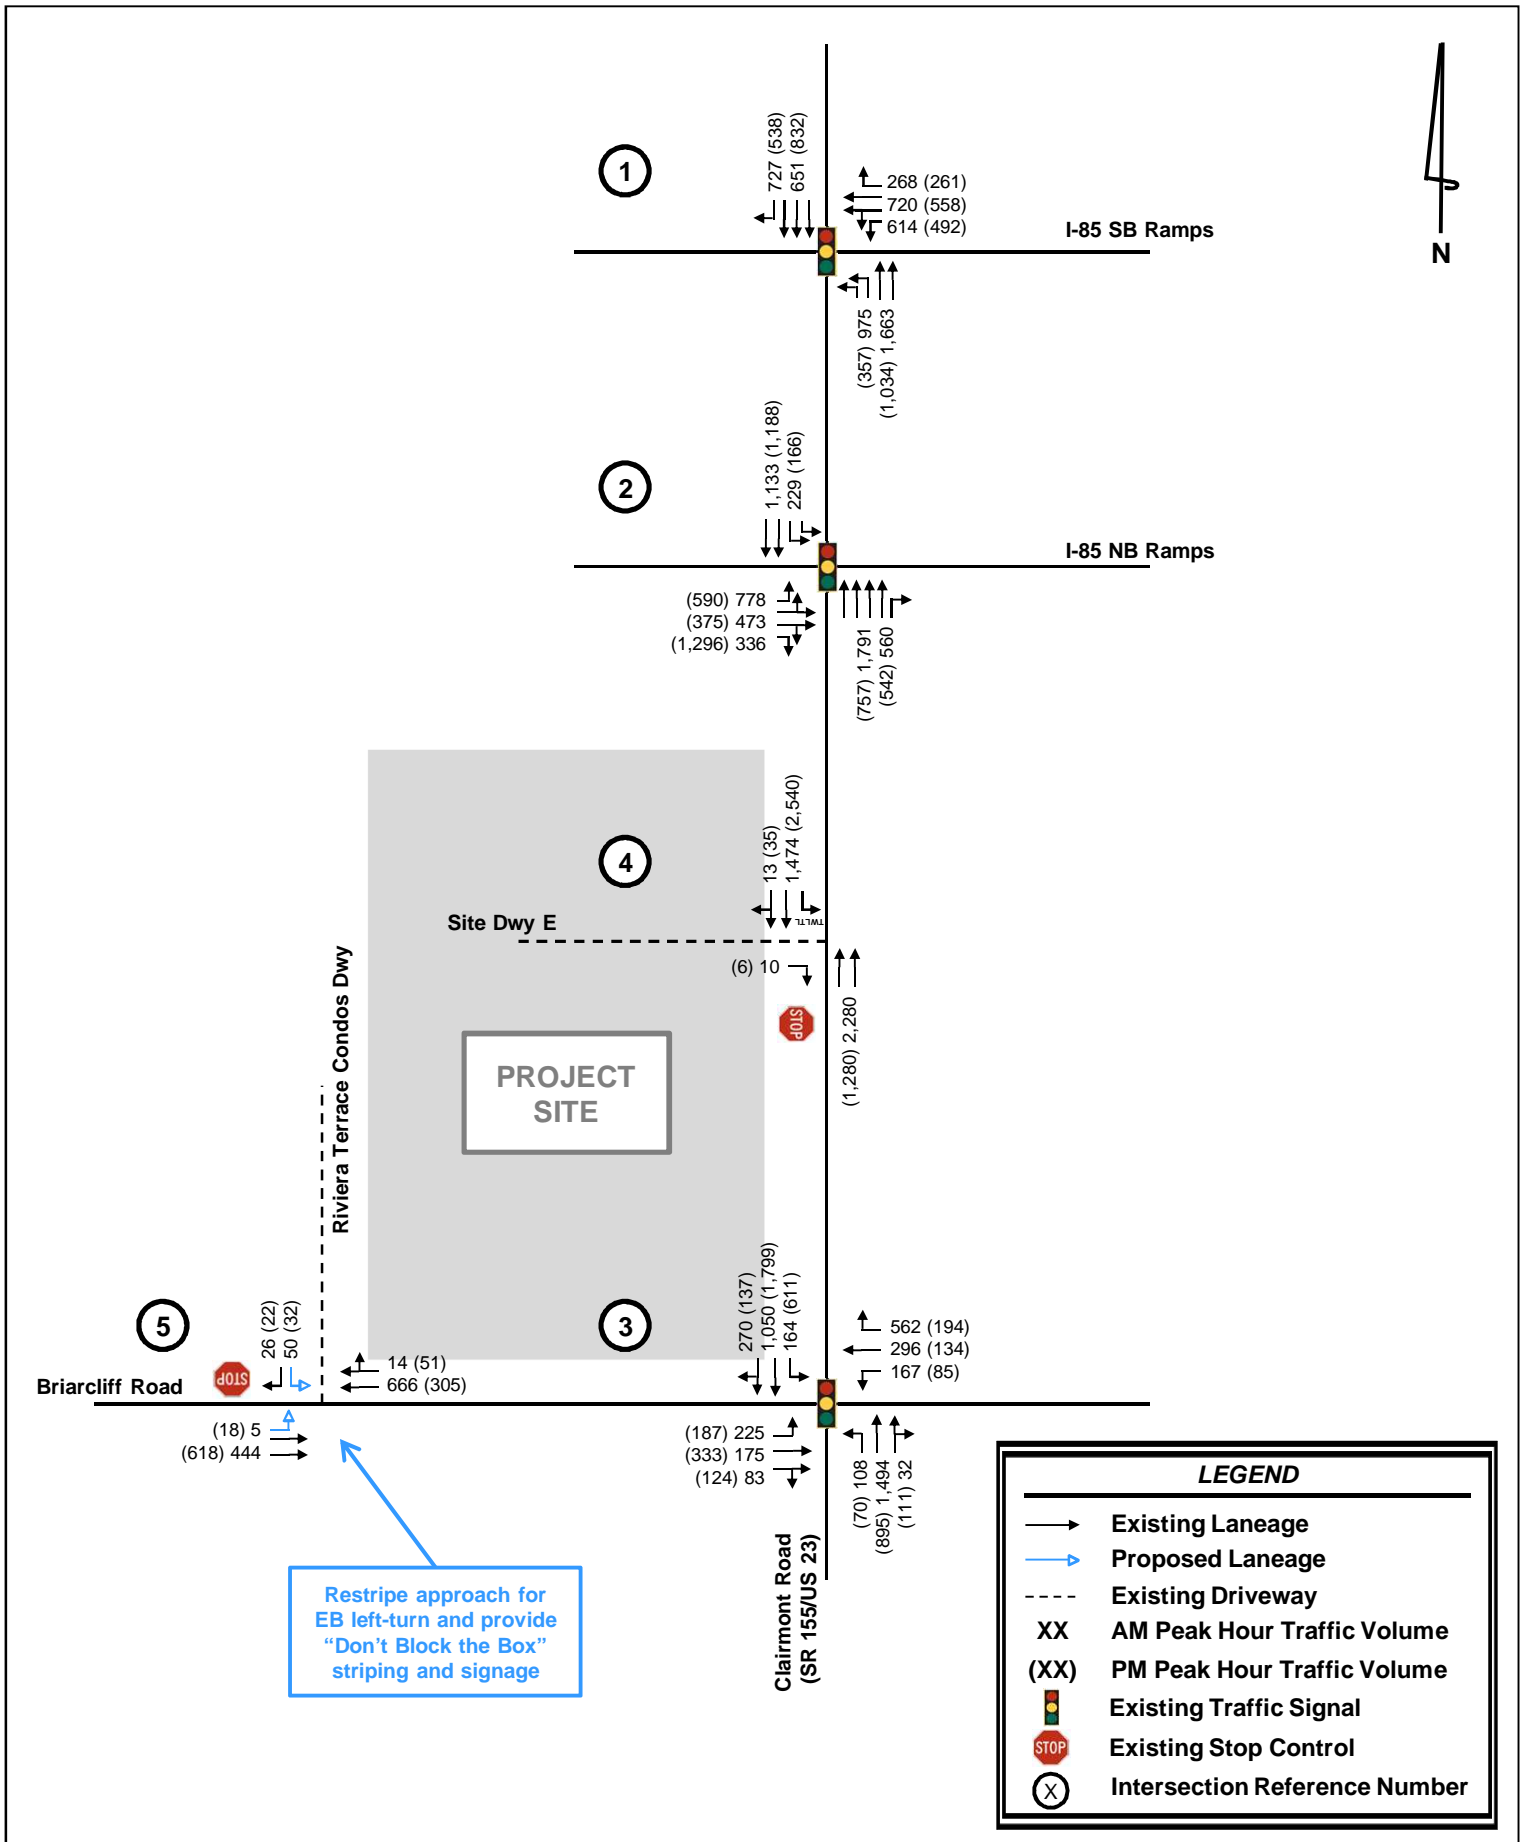 1
727 (538)
651 (832)
268 (261)
720 (558)
614 (492)
I-85 SB Ramps
N
(357) 975
(1,034) 1,663
2
1,133 (1,188)
229 (166)
I-85 NB Ramps
(590) 778
(375) 473
(1,296) 336
(757) 1,791
(542) 560
4
13 (35)
1,474 (2,540)
TWLTL
Site Dwy E
(6) 10
STOP
(1,280) 2,280
Riviera Terrace Condos Dwy
PROJECT
SITE
5
26 (22)
50 (32)
STOP
14 (51)
666 (305)
Briarcliff Road
(18) 5
(618) 444
3
270 (137)
1,050 (1,799)
164 (611)
562 (194)
296 (134)
167 (85)
(187) 225
(333) 175
(124) 83
(70) 108
(895) 1,494
(111) 32
Clairmont Road
(SR 155/US 23)
Restripe approach for
EB left-turn and provide
“Don’t Block the Box”
striping and signage
LEGEND
Existing Laneage
Proposed Laneage
Existing Driveway
XX AM Peak Hour Traffic Volume
(XX) PM Peak Hour Traffic Volume
Existing Traffic Signal
STOP Existing Stop Control
X Intersection Reference Number